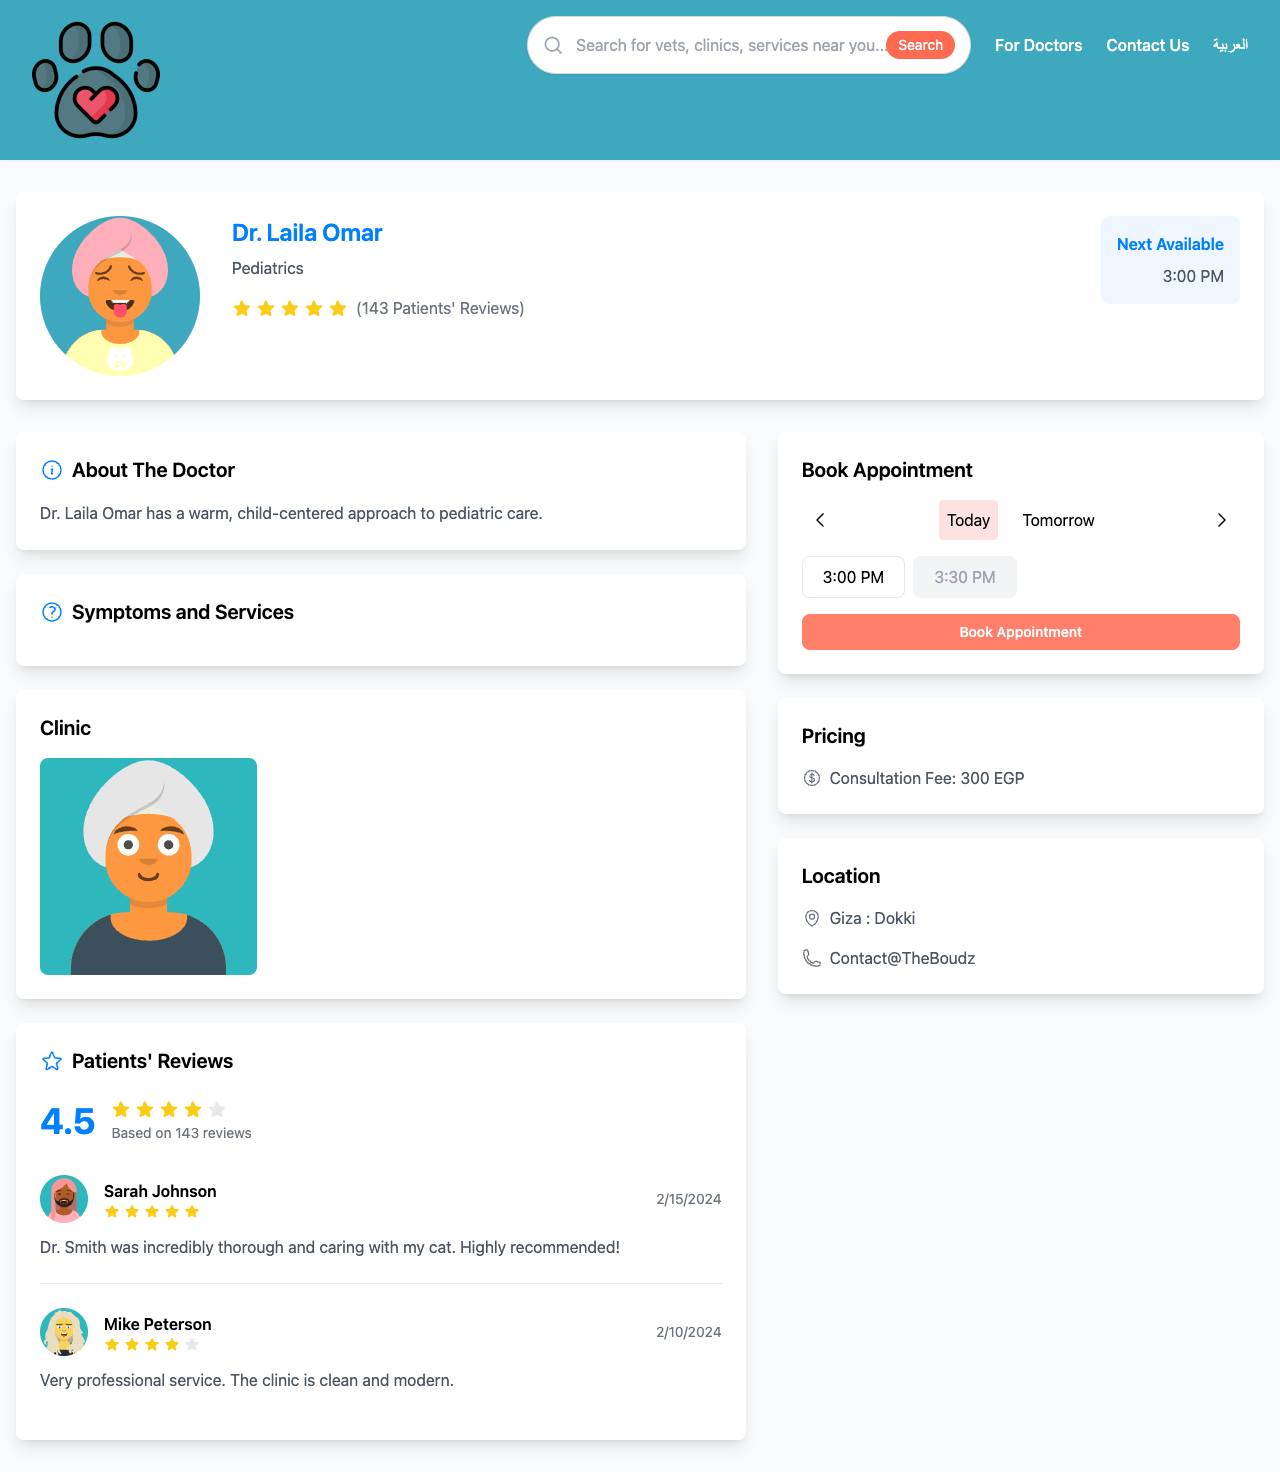 Search for vets, clinics, services near you...
Search
For Doctors
Contact Us
العربية
Dr. Laila Omar
Pediatrics
(143 Patients' Reviews)
Next Available
3:00 PM
About The Doctor
Dr. Laila Omar has a warm, child-centered approach to pediatric care.
Symptoms and Services
Clinic
Patients' Reviews
4.5
Based on 143 reviews
Sarah Johnson
2/15/2024
Dr. Smith was incredibly thorough and caring with my cat. Highly recommended!
Mike Peterson
2/10/2024
Very professional service. The clinic is clean and modern.
Book Appointment
Today
Tomorrow
3:00 PM
3:30 PM
Book Appointment
Pricing
Consultation Fee: 300 EGP
Location
Giza : Dokki
Contact@TheBoudz